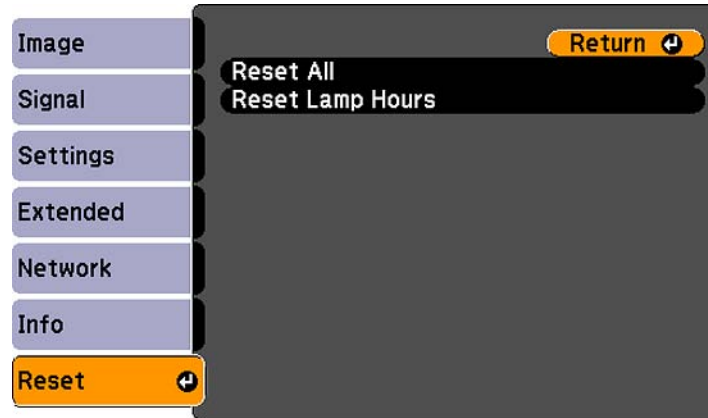 Image
Signal
Settings
Extended
Network
Info
Reset
Return
Reset All
Reset Lamp Hours